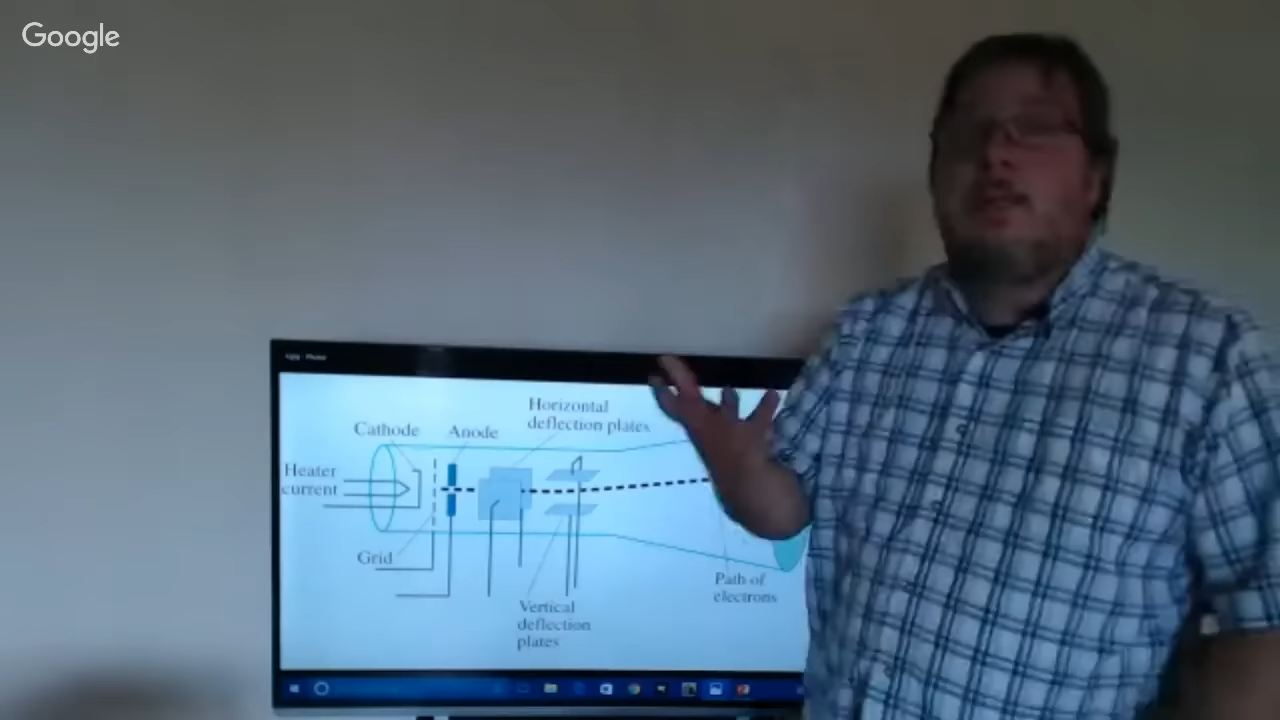 Google
Horizontal
deflection plates
Cathode
Anode
Heater
current
Grid
Path of
electrons
Vertical
deflection
plates